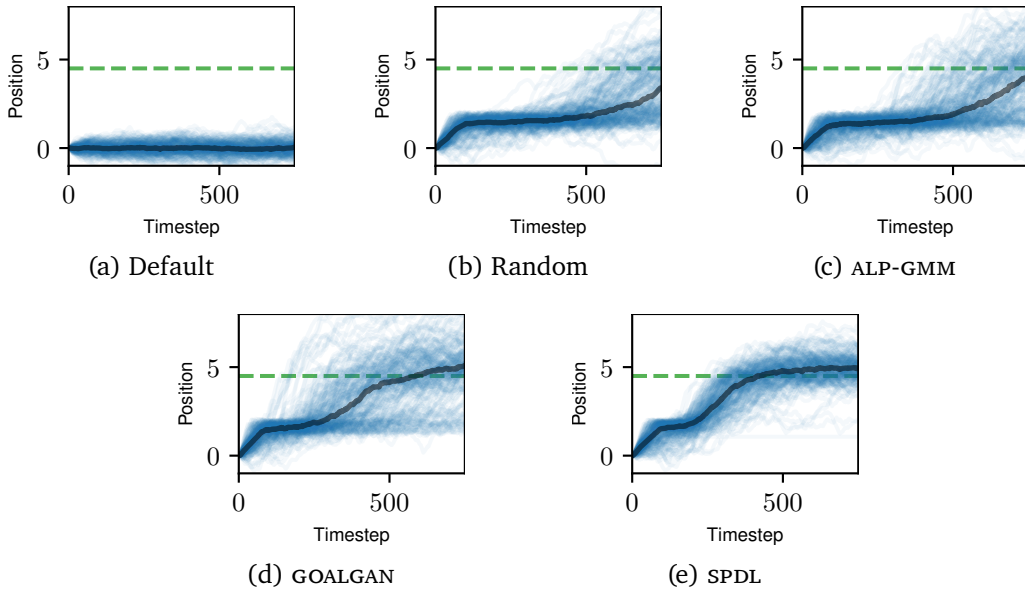 5
0
Position
0
500
Timestep
(a) Default
5
0
Position
0
500
Timestep
(b) Random
5
0
Position
0
500
Timestep
(c) ALP-GMM
5
0
Position
0
500
Timestep
(d) GOALGAN
5
0
Position
0
500
Timestep
(e) SPDL